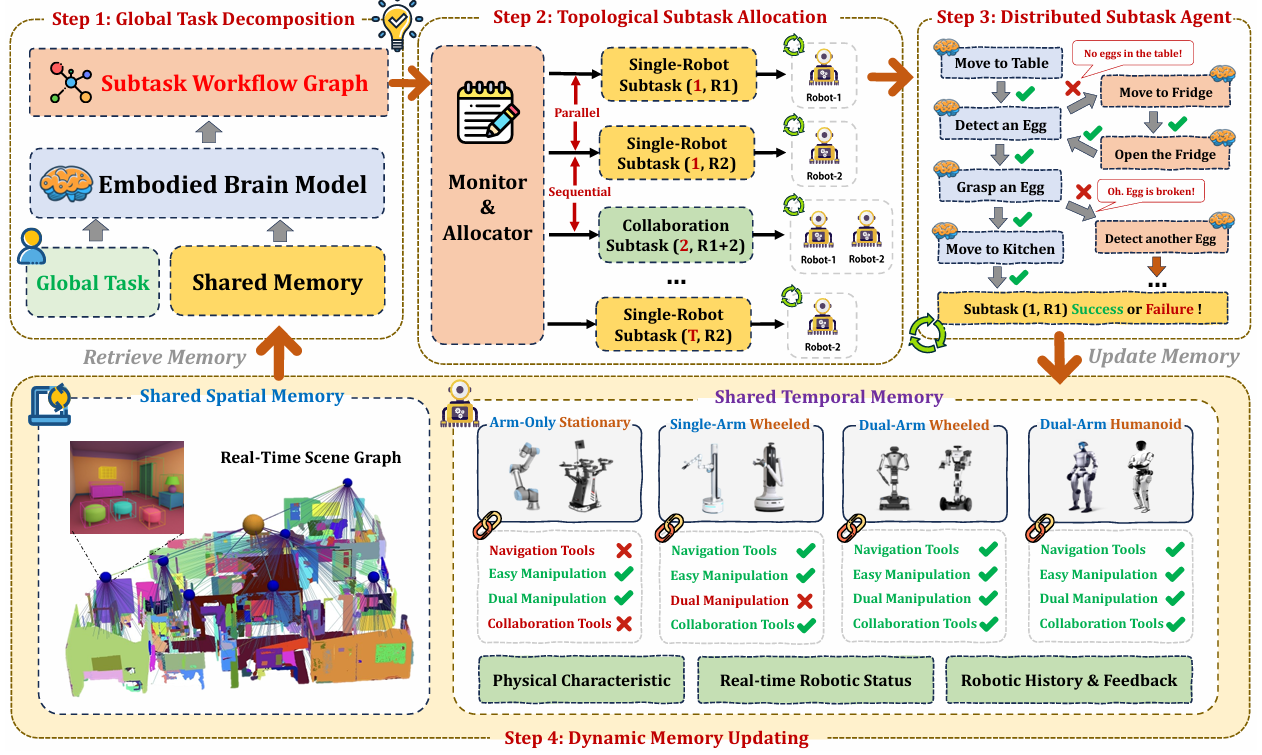 Step 1: Global Task Decomposition
Subtask Workflow Graph
Embodied Brain Model
Global Task
Shared Memory
Retrieve Memory
Step 2: Topological Subtask Allocation
Monitor
&
Allocator
Parallel
Sequential
Single-Robot
Subtask (1, R1)
Robot-1
Single-Robot
Subtask (1, R2)
Robot-2
Collaboration
Subtask (2, R1+2)
Robot-1
Robot-2
...
Single-Robot
Subtask (T, R2)
Robot-2
Step 3: Distributed Subtask Agent
Move to Table
No eggs in the table!
Move to Fridge
Detect an Egg
Open the Fridge
Grasp an Egg
Oh. Egg is broken!
Detect another Egg
Move to Kitchen
...
Subtask (1, R1) Success or Failure !
Update Memory
Shared Spatial Memory
Real-Time Scene Graph
Shared Temporal Memory
Arm-Only Stationary
Navigation Tools
Easy Manipulation
Dual Manipulation
Collaboration Tools
Single-Arm Wheeled
Navigation Tools
Easy Manipulation
Dual Manipulation
Collaboration Tools
Dual-Arm Wheeled
Navigation Tools
Easy Manipulation
Dual Manipulation
Collaboration Tools
Dual-Arm Humanoid
Navigation Tools
Easy Manipulation
Dual Manipulation
Collaboration Tools
Physical Characteristic
Real-time Robotic Status
Robotic History & Feedback
Step 4: Dynamic Memory Updating